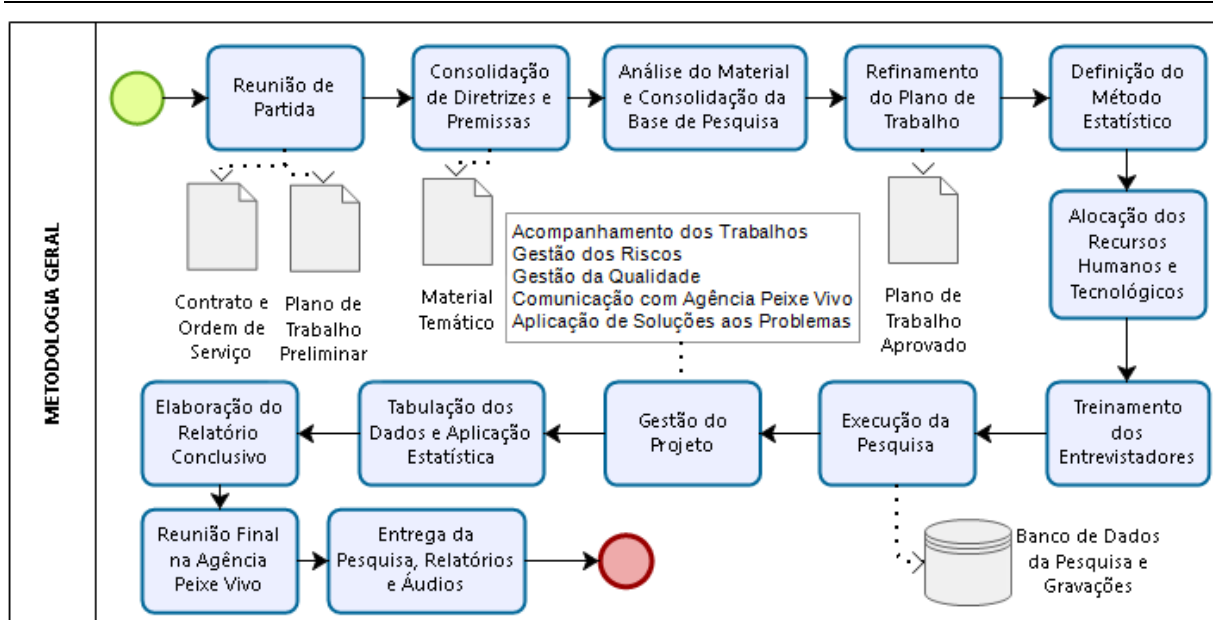 METODOLOGIA GERAL
Reunião de
Partida
Consolidação
de Diretrizes e
Premissas
Análise do Material
e Consolidação da
Base de Pesquisa
Refinamento
do Plano de
Trabalho
Definição do
Método
Estatístico
Contrato e
Ordem de
Serviço
Plano de
Trabalho
Preliminar
Material
Temático
Acompanhamento dos Trabalhos
Gestão dos Riscos
Gestão da Qualidade
Comunicação com Agência Peixe Vivo
Aplicação de Soluções aos Problemas
Plano de
Trabalho
Aprovado
Alocação dos
Recursos
Humanos e
Tecnológicos
Treinamento
dos
Entrevistadores
Execução da
Pesquisa
Gestão do
Projeto
Tabulação dos
Dados e Aplicação
Estatística
Elaboração do
Relatório
Conclusivo
Reunião Final
na Agência
Peixe Vivo
Entrega da
Pesquisa, Relatórios
e Áudios
Banco de Dados
da Pesquisa e
Gravações